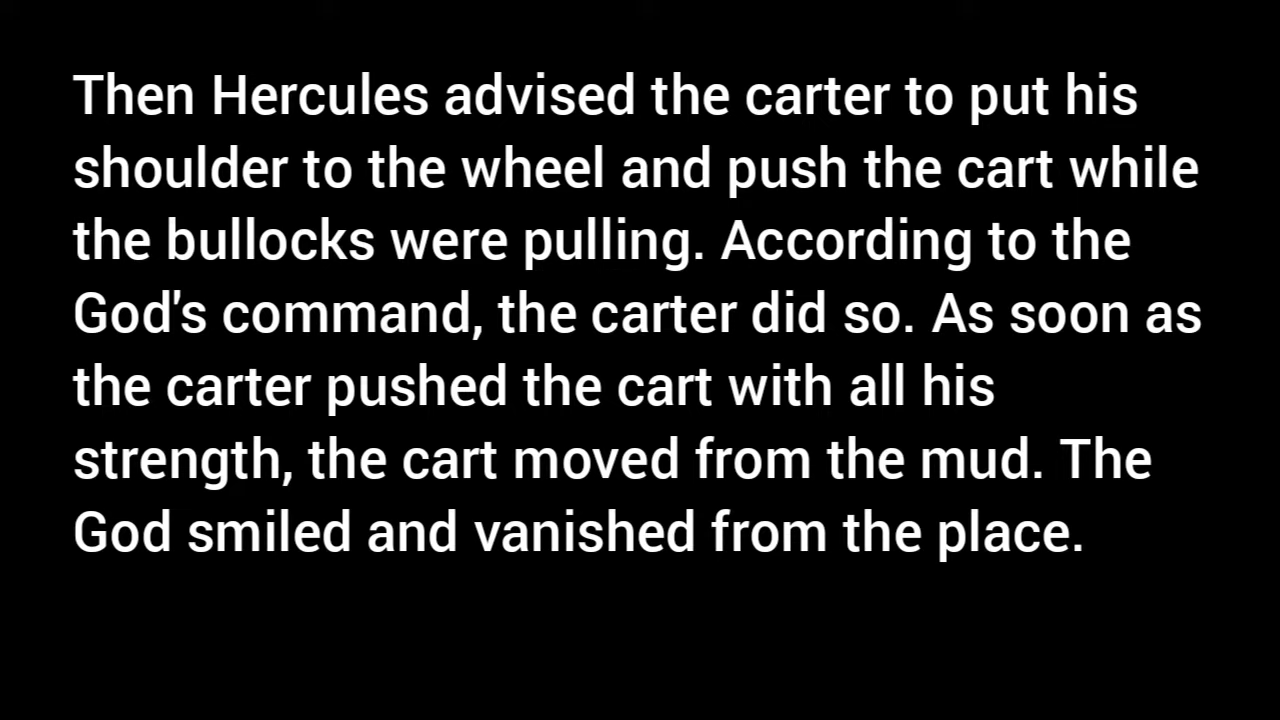 Then Hercules advised the carter to put his
shoulder to the wheel and push the cart while
the bullocks were pulling. According to the
God's command, the carter did so. As soon as
the carter pushed the cart with all his
strength, the cart moved from the mud. The
God smiled and vanished from the place.